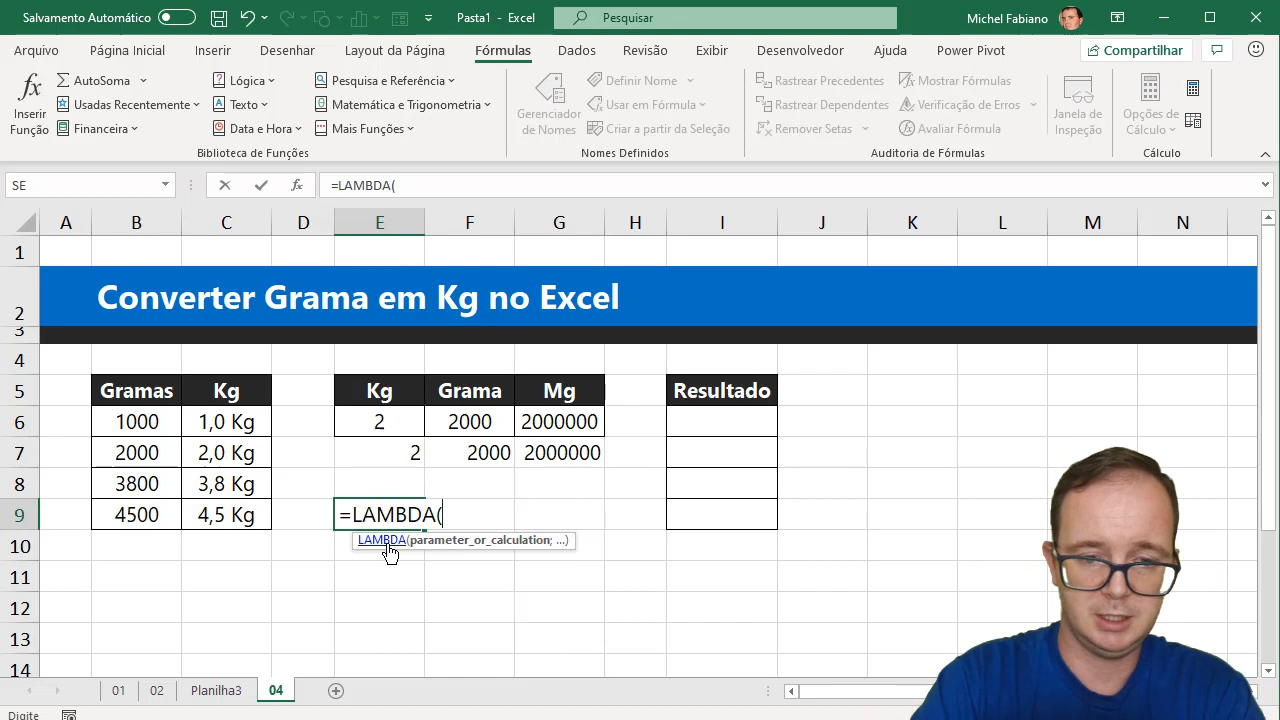 Salvamento Automático
Pasta1 - Excel
Pesquisar
Michel Fabiano
Arquivo Página Inicial Inserir Desenhar Layout da Página Fórmulas Dados Revisão Exibir Desenvolvedor Ajuda Power Pivot Compartilhar
fx
Inserir
Função
AutoSoma
Usadas Recentemente
Financeira
Lógica
Texto
Data e Hora
Pesquisa e Referência
Matemática e Trigonometria
Mais Funções
Biblioteca de Funções
Gerenciador
de Nomes
Definir Nome
Usar em Fórmula
Criar a partir da Seleção
Nomes Definidos
Rastrear Precedentes
Rastrear Dependentes
Remover Setas
Mostrar Fórmulas
Verificação de Erros
Avaliar Fórmula
Auditoria de Fórmulas
Janela de
Inspeção
Opções de
Cálculo
Cálculo
SE fx =LAMBDA(
A B C D E F G H I J K L M N
1
2 Converter Grama em Kg no Excel
3
4
5 Gramas Kg Kg Grama Mg Resultado
6 1000 1,0 Kg 2 2000 2000000
7 2000 2,0 Kg 2 2000 2000000
8 3800 3,8 Kg
9 4500 4,5 Kg =LAMBDA(
LAMBDA(parameter_or_calculation; ...)
10
11
12
13
14
01 02 Planilha3 04
Digite